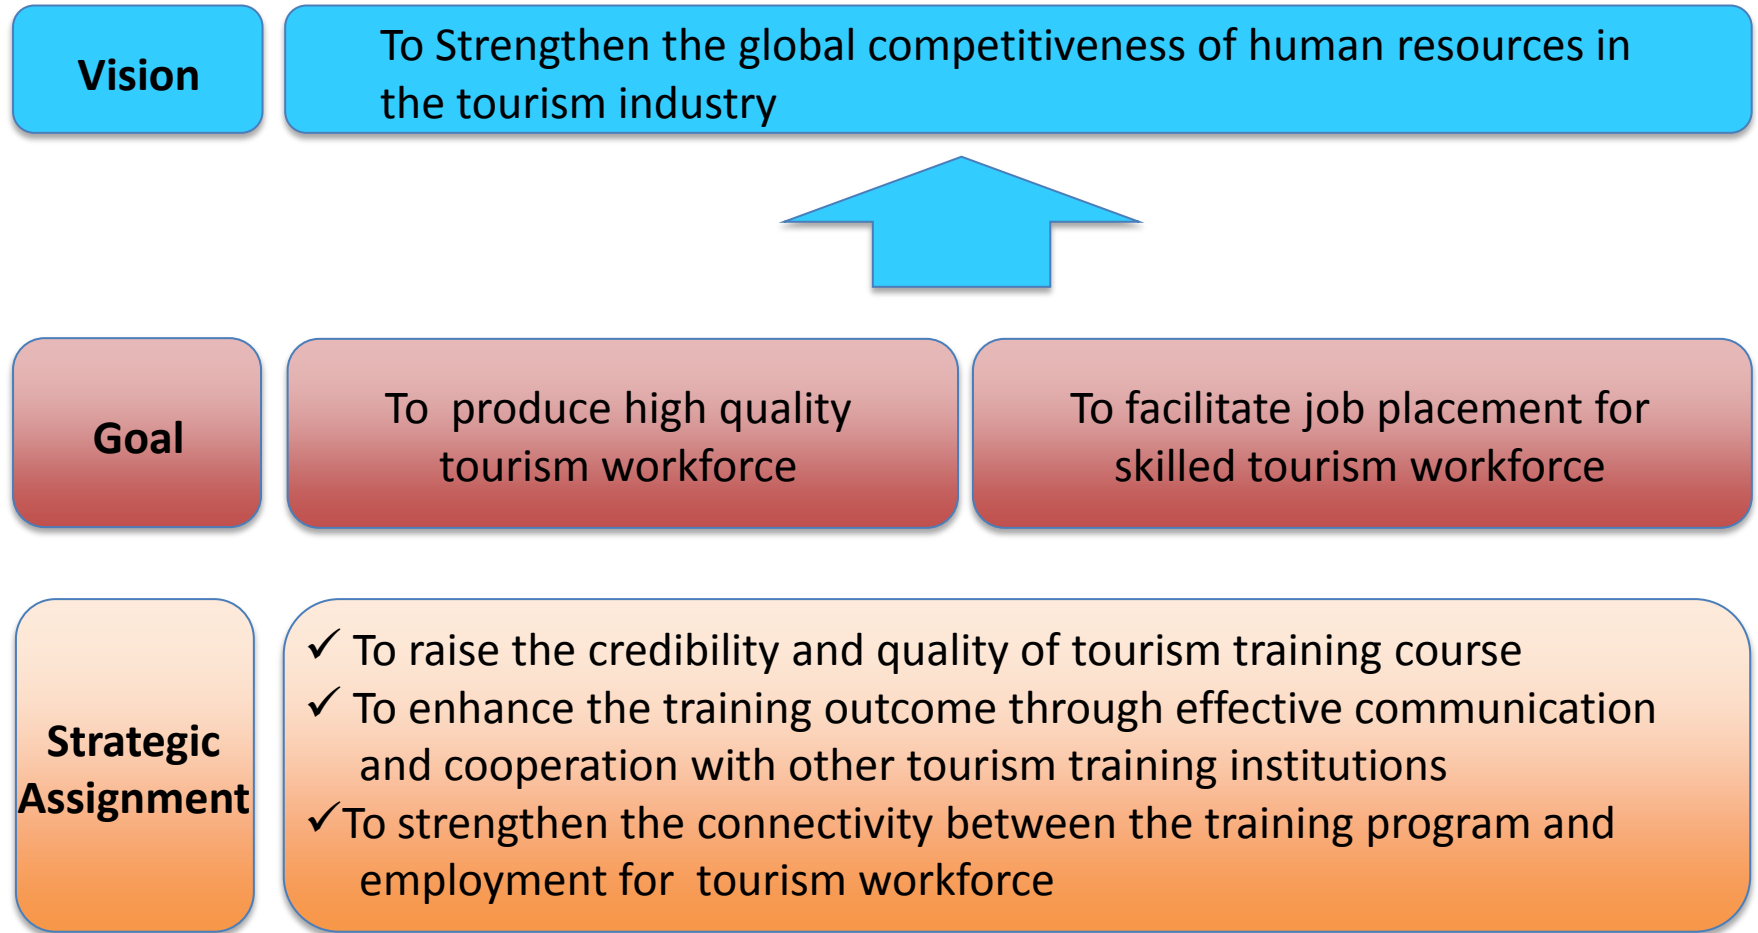 Vision
To Strengthen the global competitiveness of human resources in
the tourism industry
Goal
To produce high quality
tourism workforce
To facilitate job placement for
skilled tourism workforce
Strategic
Assignment
✓ To raise the credibility and quality of tourism training course
✓ To enhance the training outcome through effective communication
and cooperation with other tourism training institutions
✓To strengthen the connectivity between the training program and
employment for tourism workforce